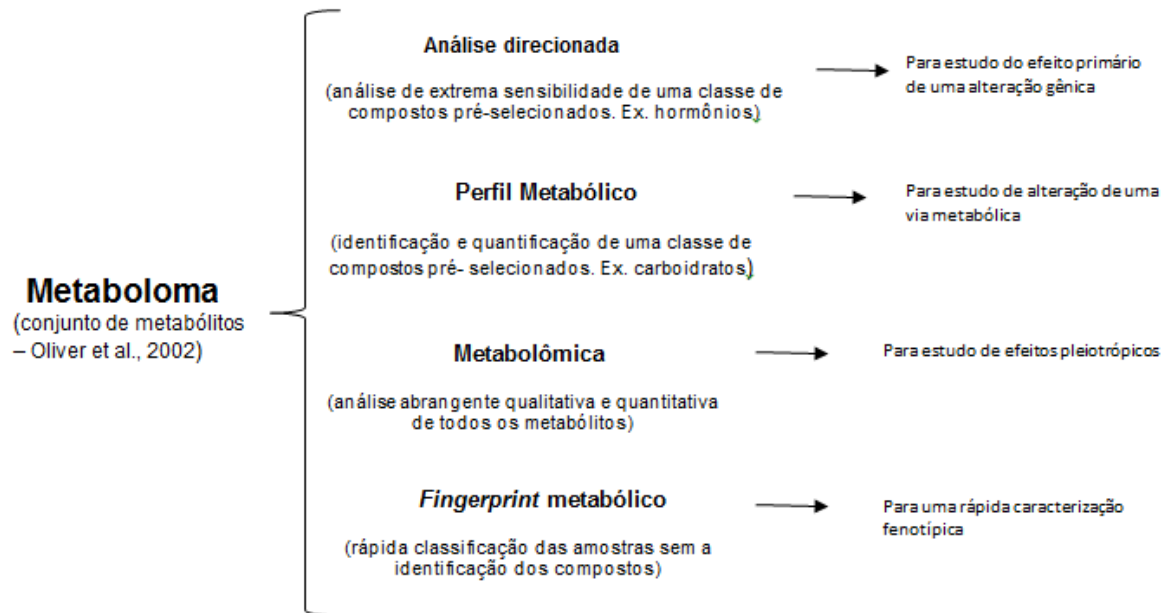 Metaboloma
(conjunto de metabólitos
– Oliver et al., 2002)
Análise direcionada
(análise de extrema sensibilidade de uma classe de
compostos pré-selecionados. Ex. hormônios)
Para estudo do efeito primário
de uma alteração gênica
Perfil Metabólico
(identificação e quantificação de uma classe de
compostos pré- selecionados. Ex. carboidratos)
Para estudo de alteração de uma
via metabólica
Metabolômica
(análise abrangente qualitativa e quantitativa
de todos os metabólitos)
Para estudo de efeitos pleiotrópicos
Fingerprint metabólico
(rápida classificação das amostras sem a
identificação dos compostos)
Para uma rápida caracterização
fenotípica